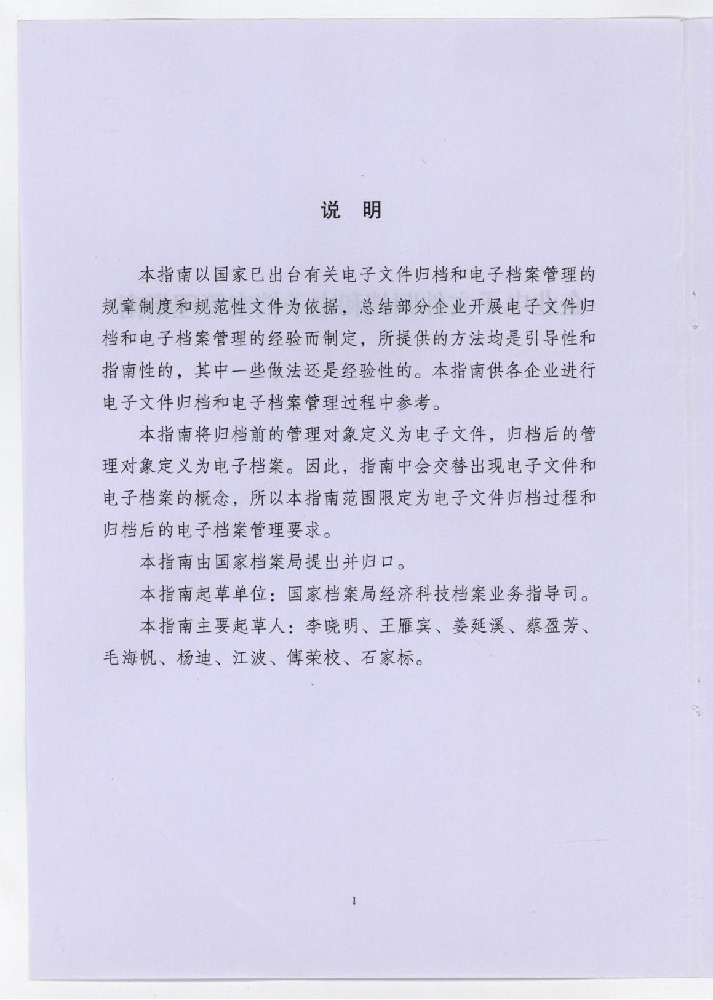 说 明
本指南以国家已出台有关电子文件归档和电子档案管理的
规章制度和规范性文件为依据，总结部分企业开展电子文件归
档和电子档案管理的经验而制定，所提供的方法均是引导性和
指南性的，其中一些做法还是经验性的。本指南供各企业进行
电子文件归档和电子档案管理过程中参考。
本指南将归档前的管理对象定义为电子文件，归档后的管
理对象定义为电子档案。因此，指南中会交替出现电子文件和
电子档案的概念，所以本指南范围限定为电子文件归档过程和
归档后的电子档案管理要求。
本指南由国家档案局提出并归口。
本指南起草单位：国家档案局经济科技档案业务指导司。
本指南主要起草人：李晓明、王雁宾、姜延溪、蔡盈芳、
毛海帆、杨迪、江波、傅荣校、石家标。
I